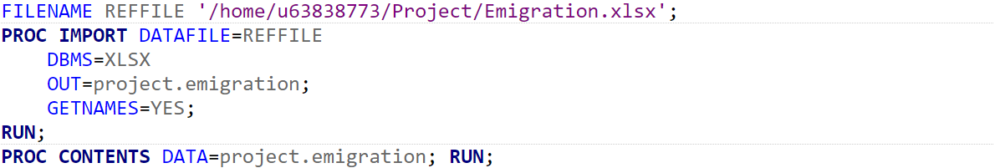 FILENAME REFFILE '/home/u63838773/Project/Emigration.xlsx';
PROC IMPORT DATAFILE=REFFILE
    DBMS=XLSX
    OUT=project.emigration;
    GETNAMES=YES;
RUN;
PROC CONTENTS DATA=project.emigration; RUN;